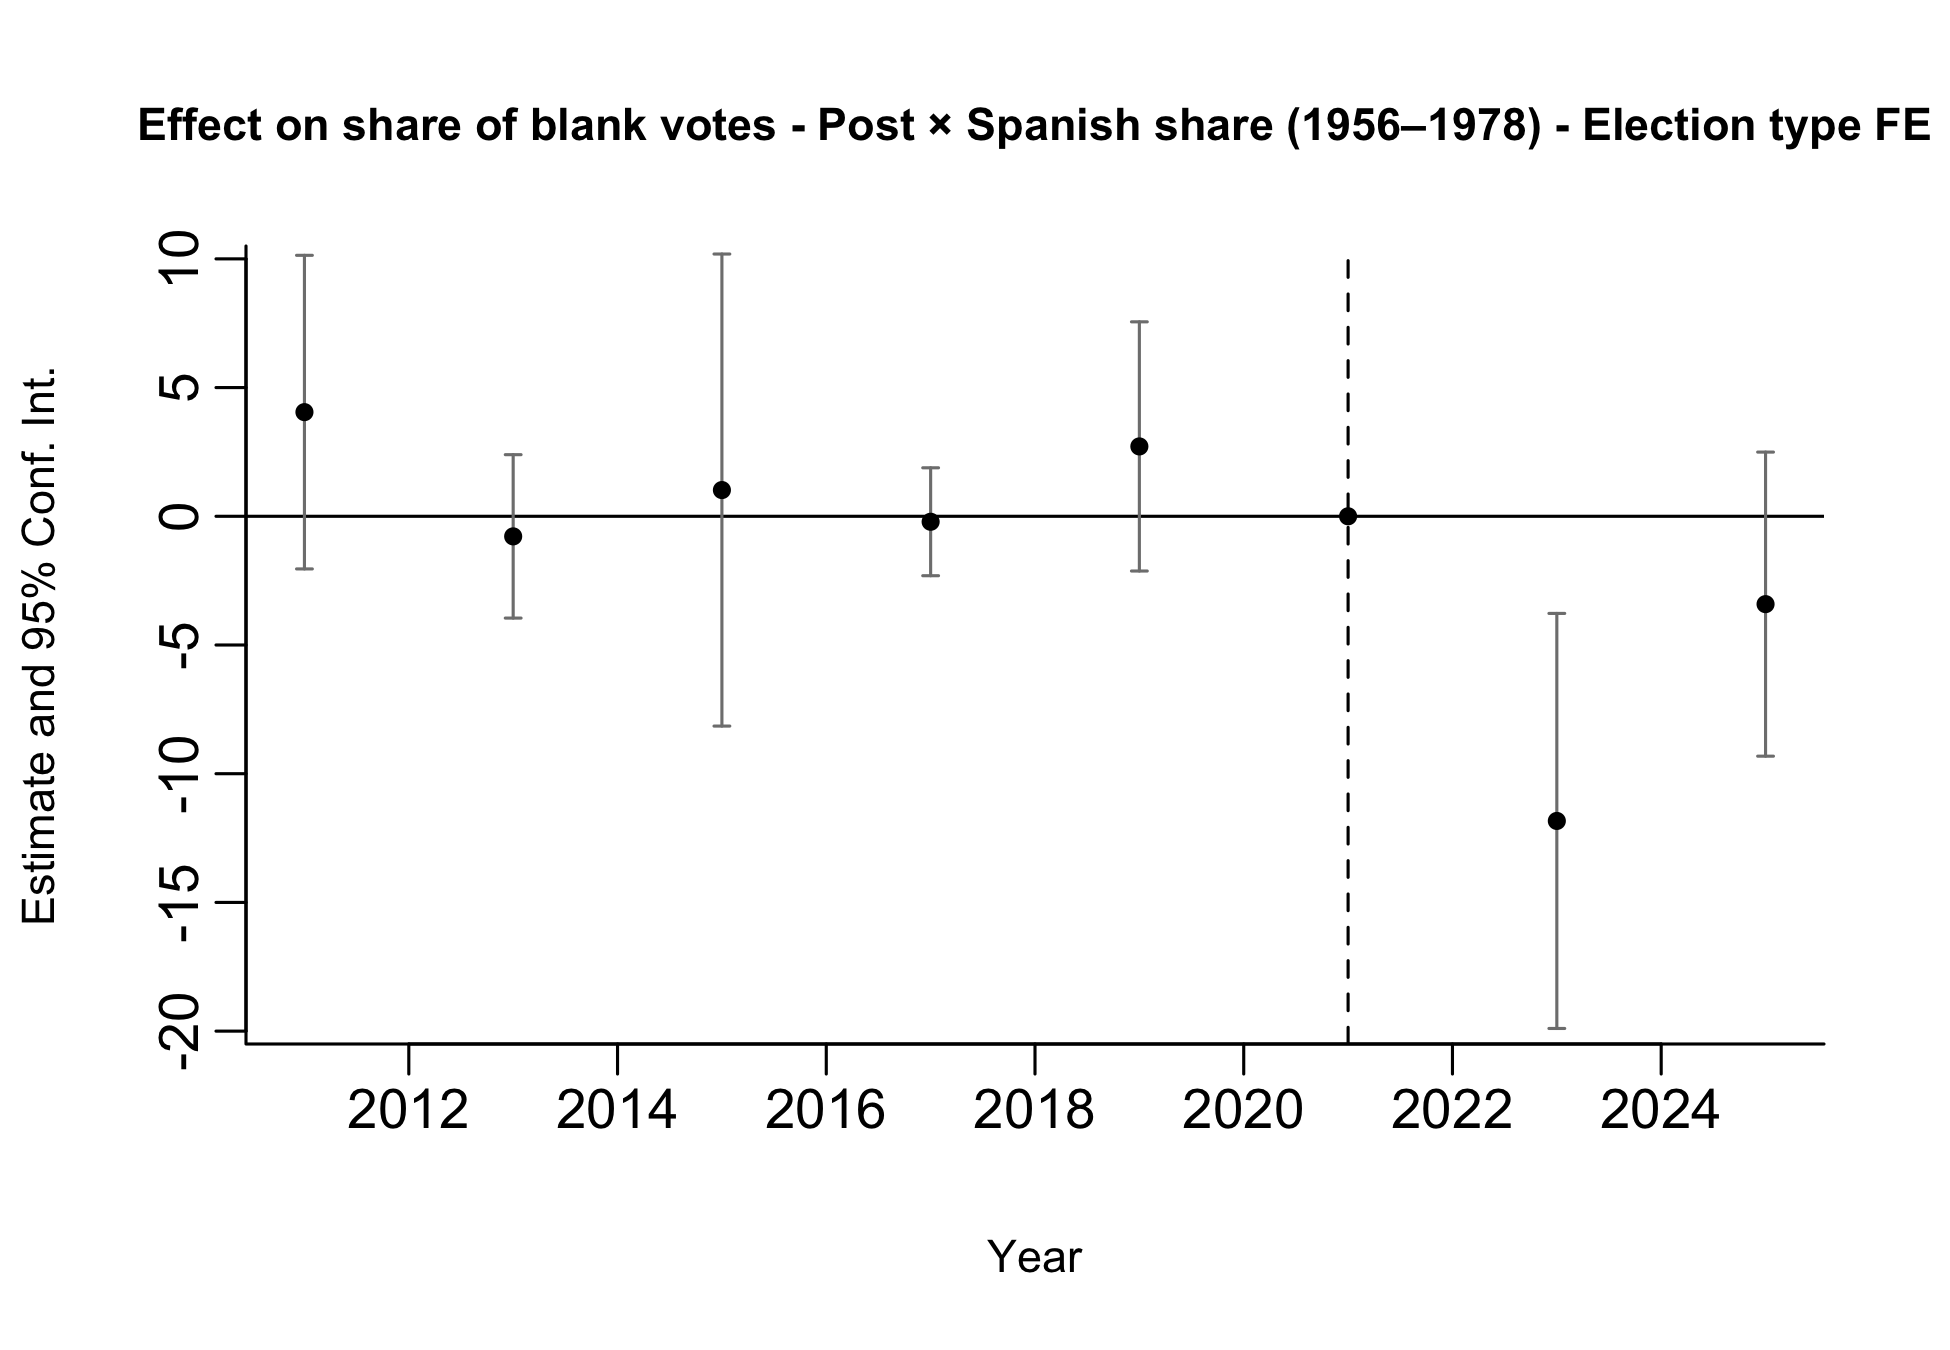 Effect on share of blank votes - Post × Spanish share (1956–1978) - Election type FE
Estimate and 95% Conf. Int.
10
5
0
-5
-10
-15
-20
2012 2014 2016 2018 2020 2022 2024
Year